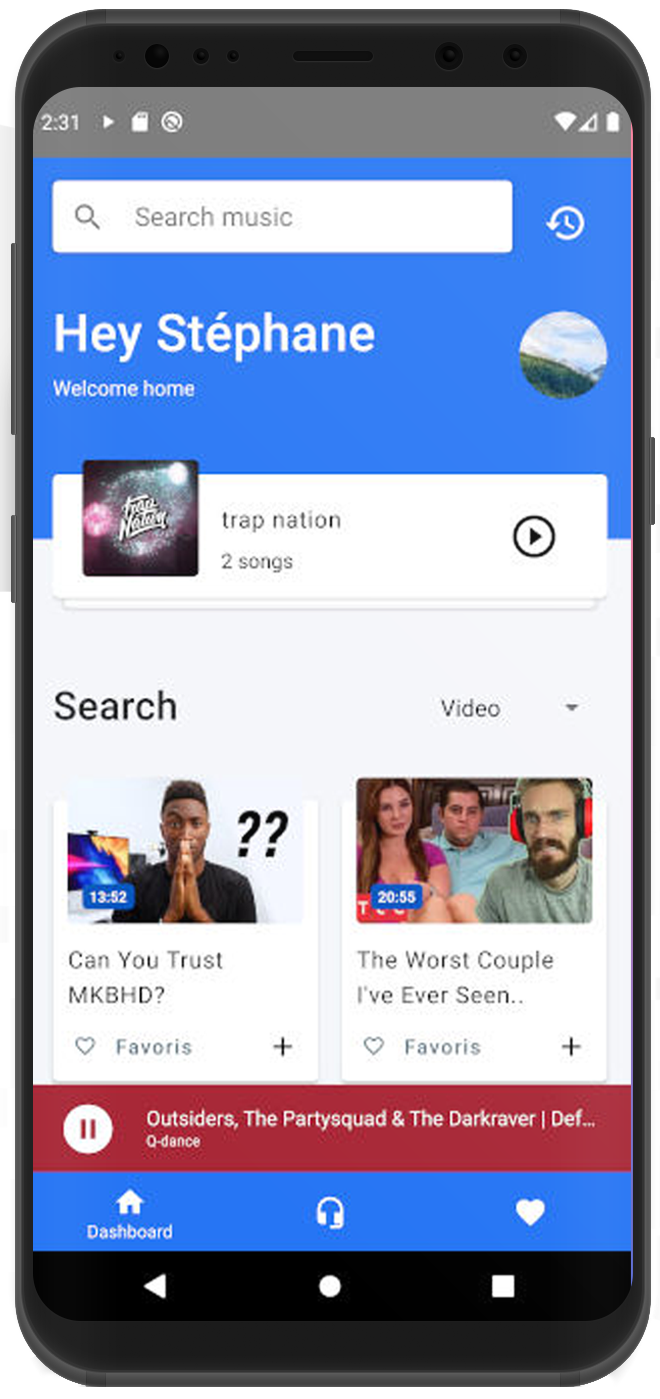 2:31
Search music
Hey Stéphane
Welcome home
trap Nation
trap nation
2 songs
Search
Video
??
13:52
TLC
20:55
Can You Trust
MKBHD?
The Worst Couple
I've Ever Seen..
Favoris
Favoris
Outsiders, The Partysquad & The Darkraver | Def...
Q-dance
Dashboard